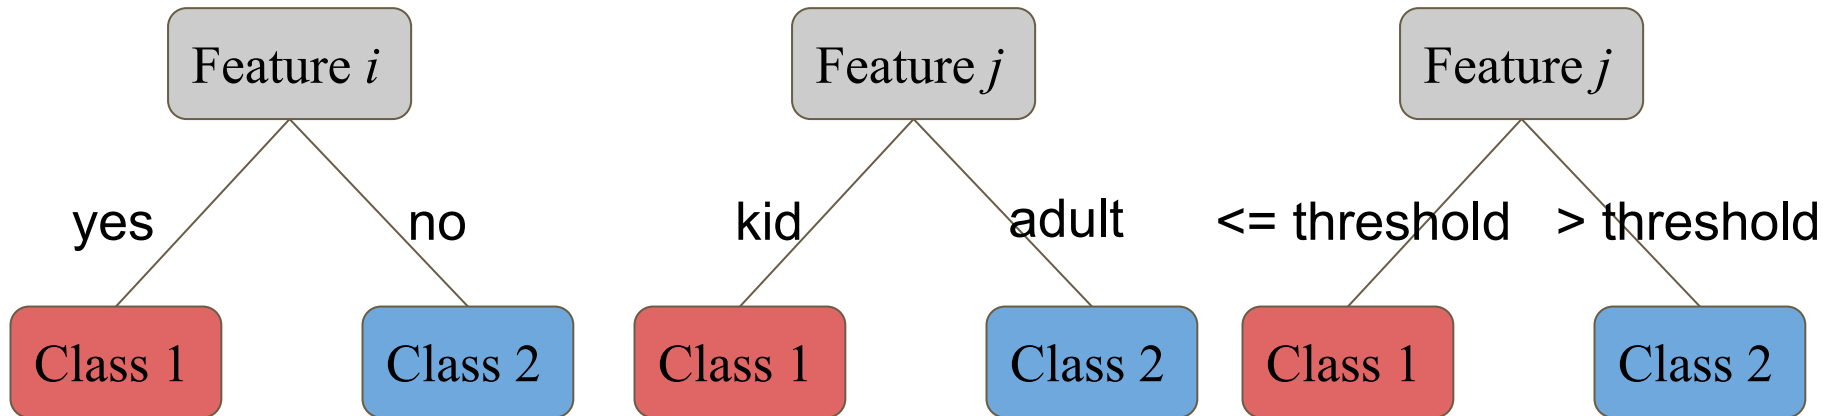 Feature i
Feature j
Feature j
yes
no
kid
adult
<= threshold
> threshold
Class 1
Class 2
Class 1
Class 2
Class 1
Class 2